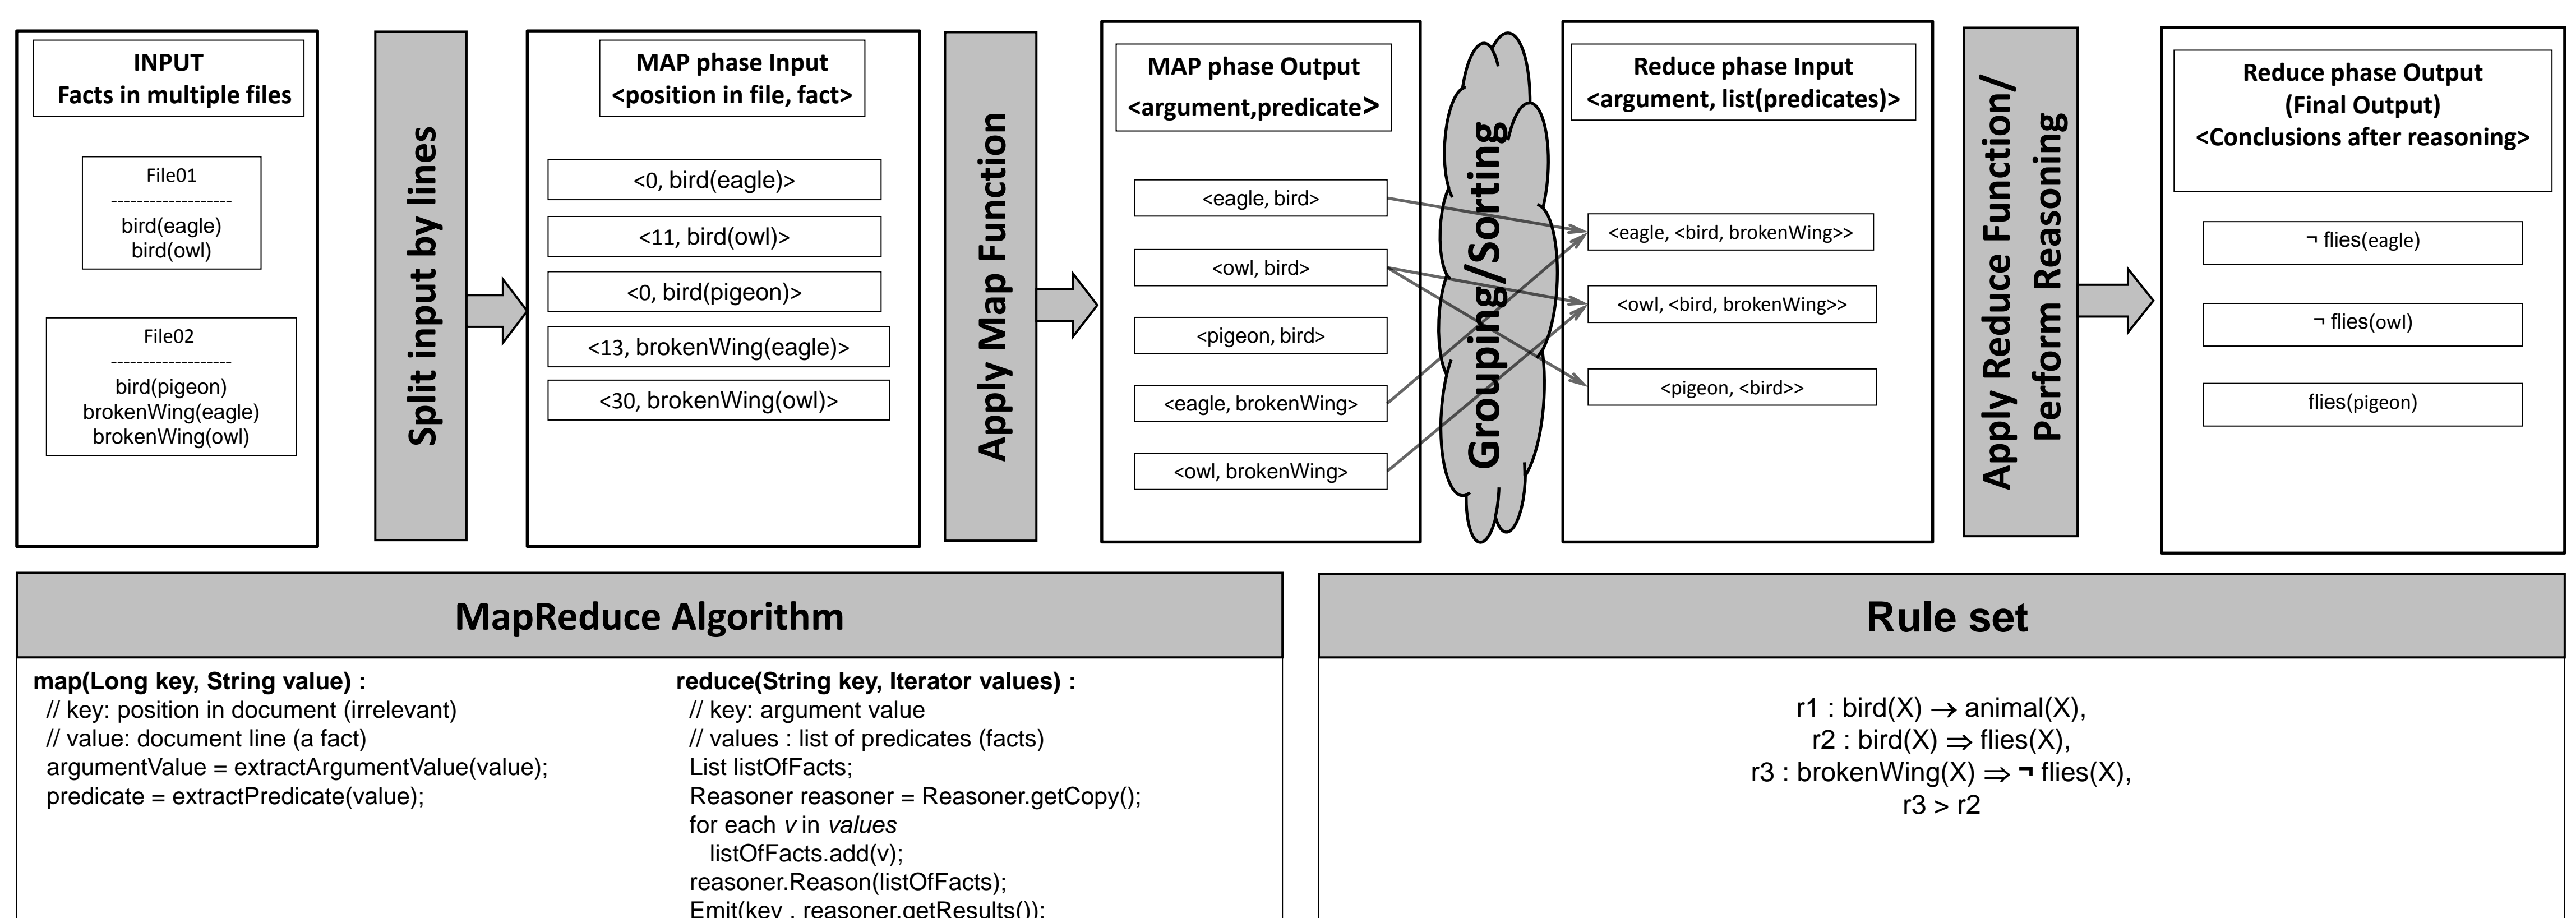 INPUT
Facts in multiple files
File01
-------------------
bird(eagle)
bird(owl)
File02
-------------------
bird(pigeon)
brokenWing(eagle)
brokenWing(owl)
Split input by lines
MAP phase Input
<position in file, fact>
<0, bird(eagle)>
<11, bird(owl)>
<0, bird(pigeon)>
<13, brokenWing(eagle)>
<30, brokenWing(owl)>
Apply Map Function
MAP phase Output
<argument,predicate>
<eagle, bird>
<owl, bird>
<pigeon, bird>
<eagle, brokenWing>
<owl, brokenWing>
Grouping/Sorting
Reduce phase Input
<argument, list(predicates)>
<eagle, <bird, brokenWing>>
<owl, <bird, brokenWing>>
<pigeon, <bird>>
Apply Reduce Function/
Perform Reasoning
Reduce phase Output
(Final Output)
<Conclusions after reasoning>
¬ flies(eagle)
¬ flies(owl)
flies(pigeon)
MapReduce Algorithm
map(Long key, String value) :
// key: position in document (irrelevant)
// value: document line (a fact)
argumentValue = extractArgumentValue(value);
predicate = extractPredicate(value);
reduce(String key, Iterator values) :
// key: argument value
// values : list of predicates (facts)
List listOfFacts;
Reasoner reasoner = Reasoner.getCopy();
for each v in values
listOfFacts.add(v);
reasoner.Reason(listOfFacts);
Emit(key , reasoner.getResults());
Rule set
r1 : bird(X) → animal(X),
r2 : bird(X) ⇒ flies(X),
r3 : brokenWing(X) ⇒ ¬ flies(X),
r3 > r2